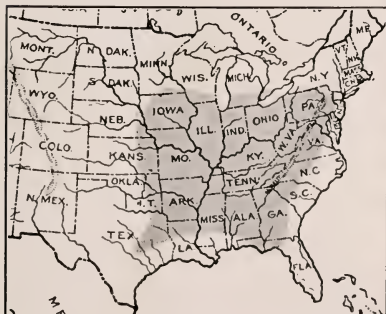 ONTARIO
ME.
MONT.
N. DAK.
MINN.
VT.
N.H.
WIS.
MICH.
N.Y.
MASS
S. DAK.
WYO.
IOWA
PA.
NEB.
ILL.
IND.
OHIO
W.VA.
VA.
COLO.
KANS.
MO.
KY.
N.C.
TENN.
OKLA.
I.T.
ARK.
S.C.
N. MEX.
MISS.
ALA.
GA.
TEX.
LA.
FLA.